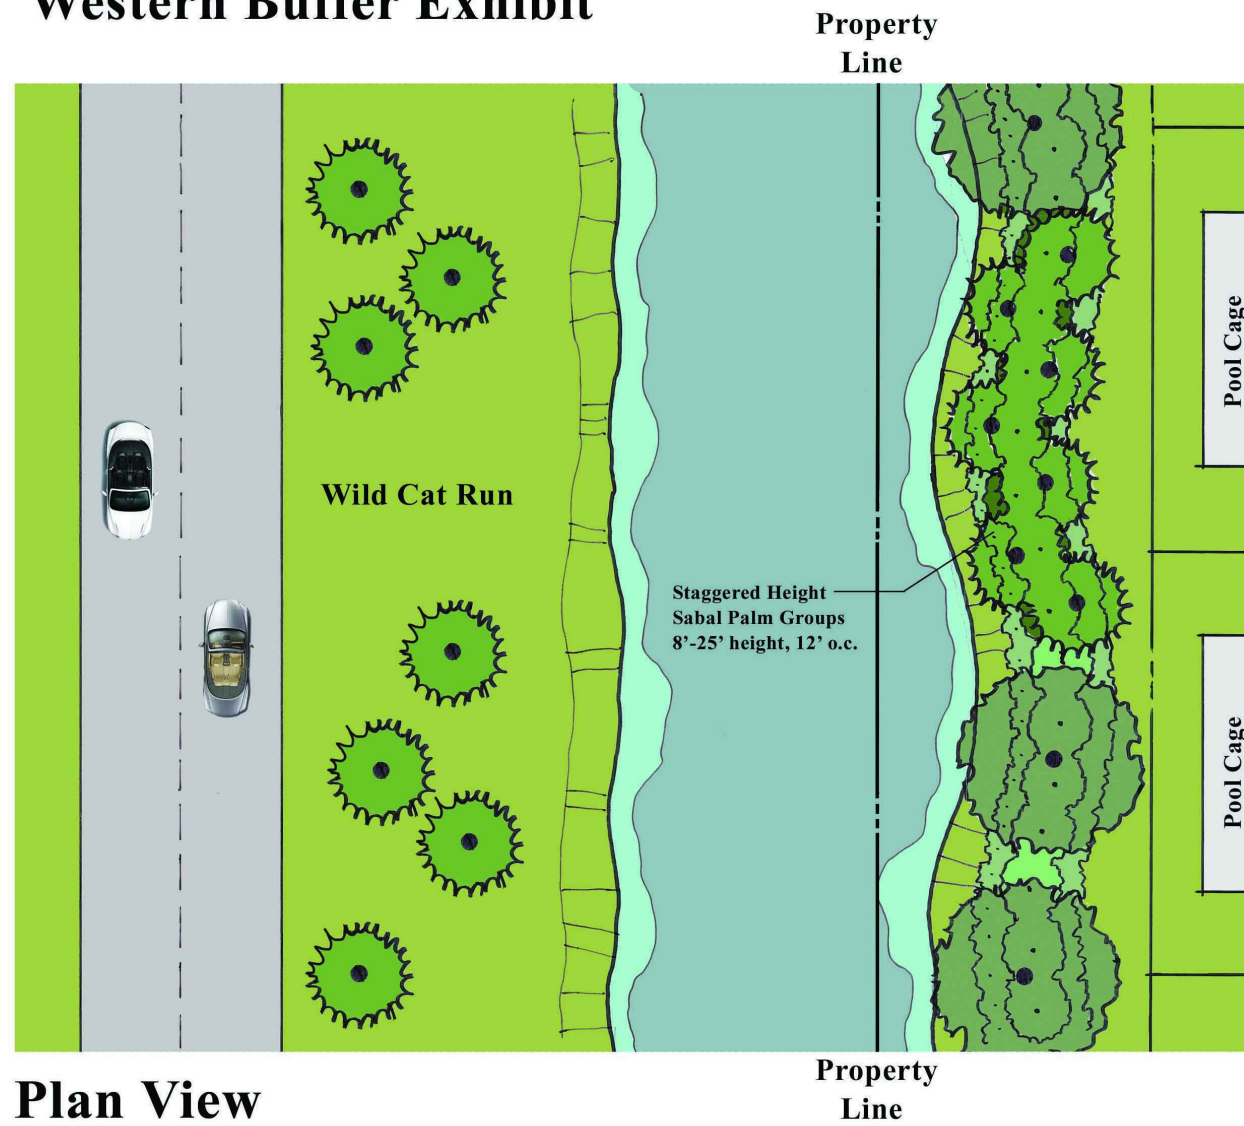 Western Buffer Exhibit
Property
Line
Pool Cage
Wild Cat Run
Staggered Height
Sabal Palm Groups
8'-25' height, 12' o.c.
Pool Cage
Property
Line
Plan View